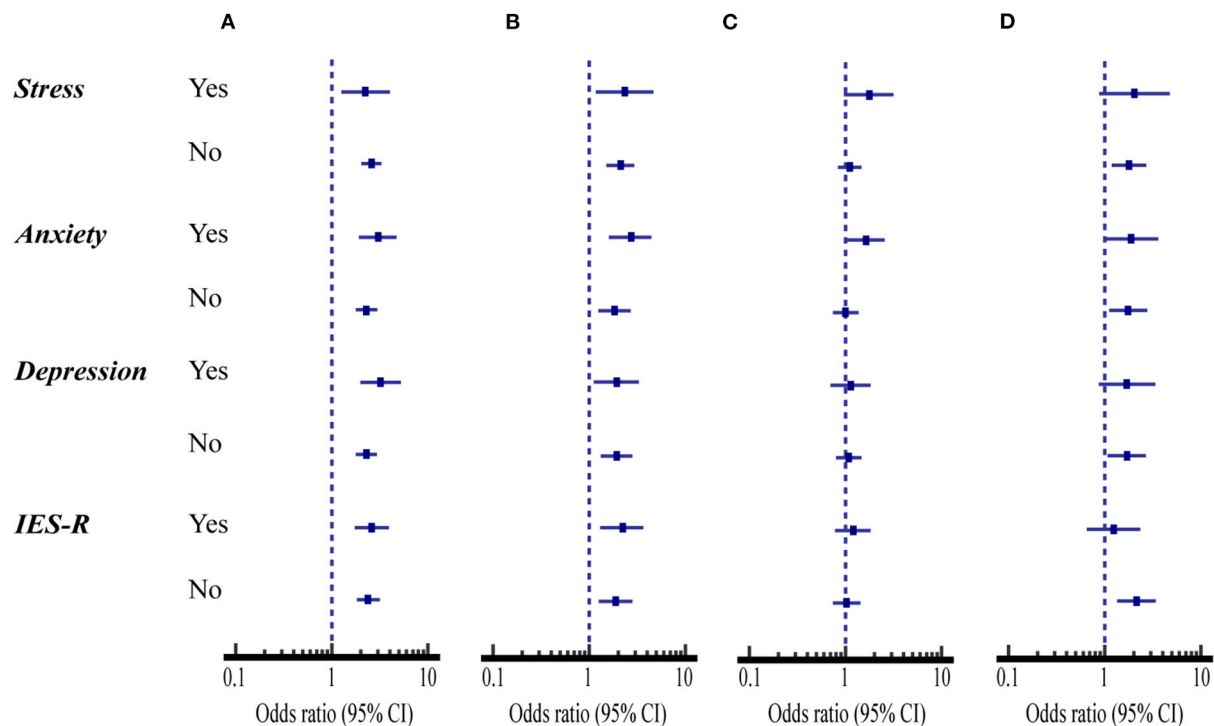 A B C D
Stress Yes
No
Anxiety Yes
No
Depression Yes
No
IES-R Yes
No
0.1 1 10 0.1 1 10 0.1 1 10 0.1 1 10
Odds ratio (95% CI) Odds ratio (95% CI) Odds ratio (95% CI) Odds ratio (95% CI)